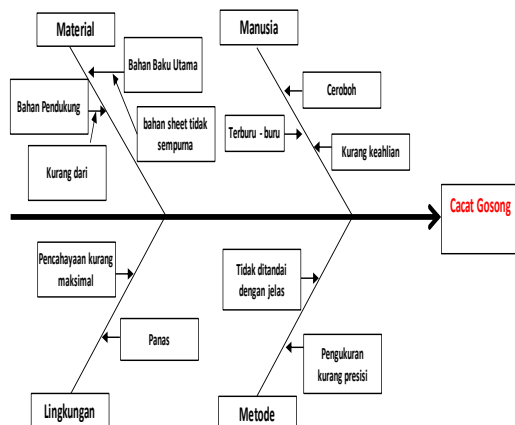 Material
Manusia
Bahan Baku Utama
Ceroboh
Bahan Pendukung
bahan sheet tidak
sempurna
Terburu - buru
Kurang keahlian
Kurang dari
Cacat Gosong
Pencahayaan kurang
maksimal
Tidak ditandai
dengan jelas
Panas
Pengukuran
kurang presisi
Lingkungan
Metode